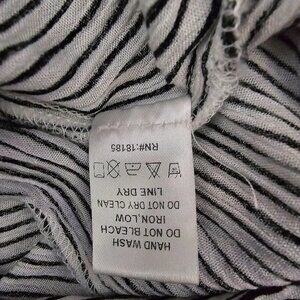 HAND WASH
DO NOT BLEACH
IRON,LOW
DO NOT DRY CLEAN
LINE DRY
RN#:18185